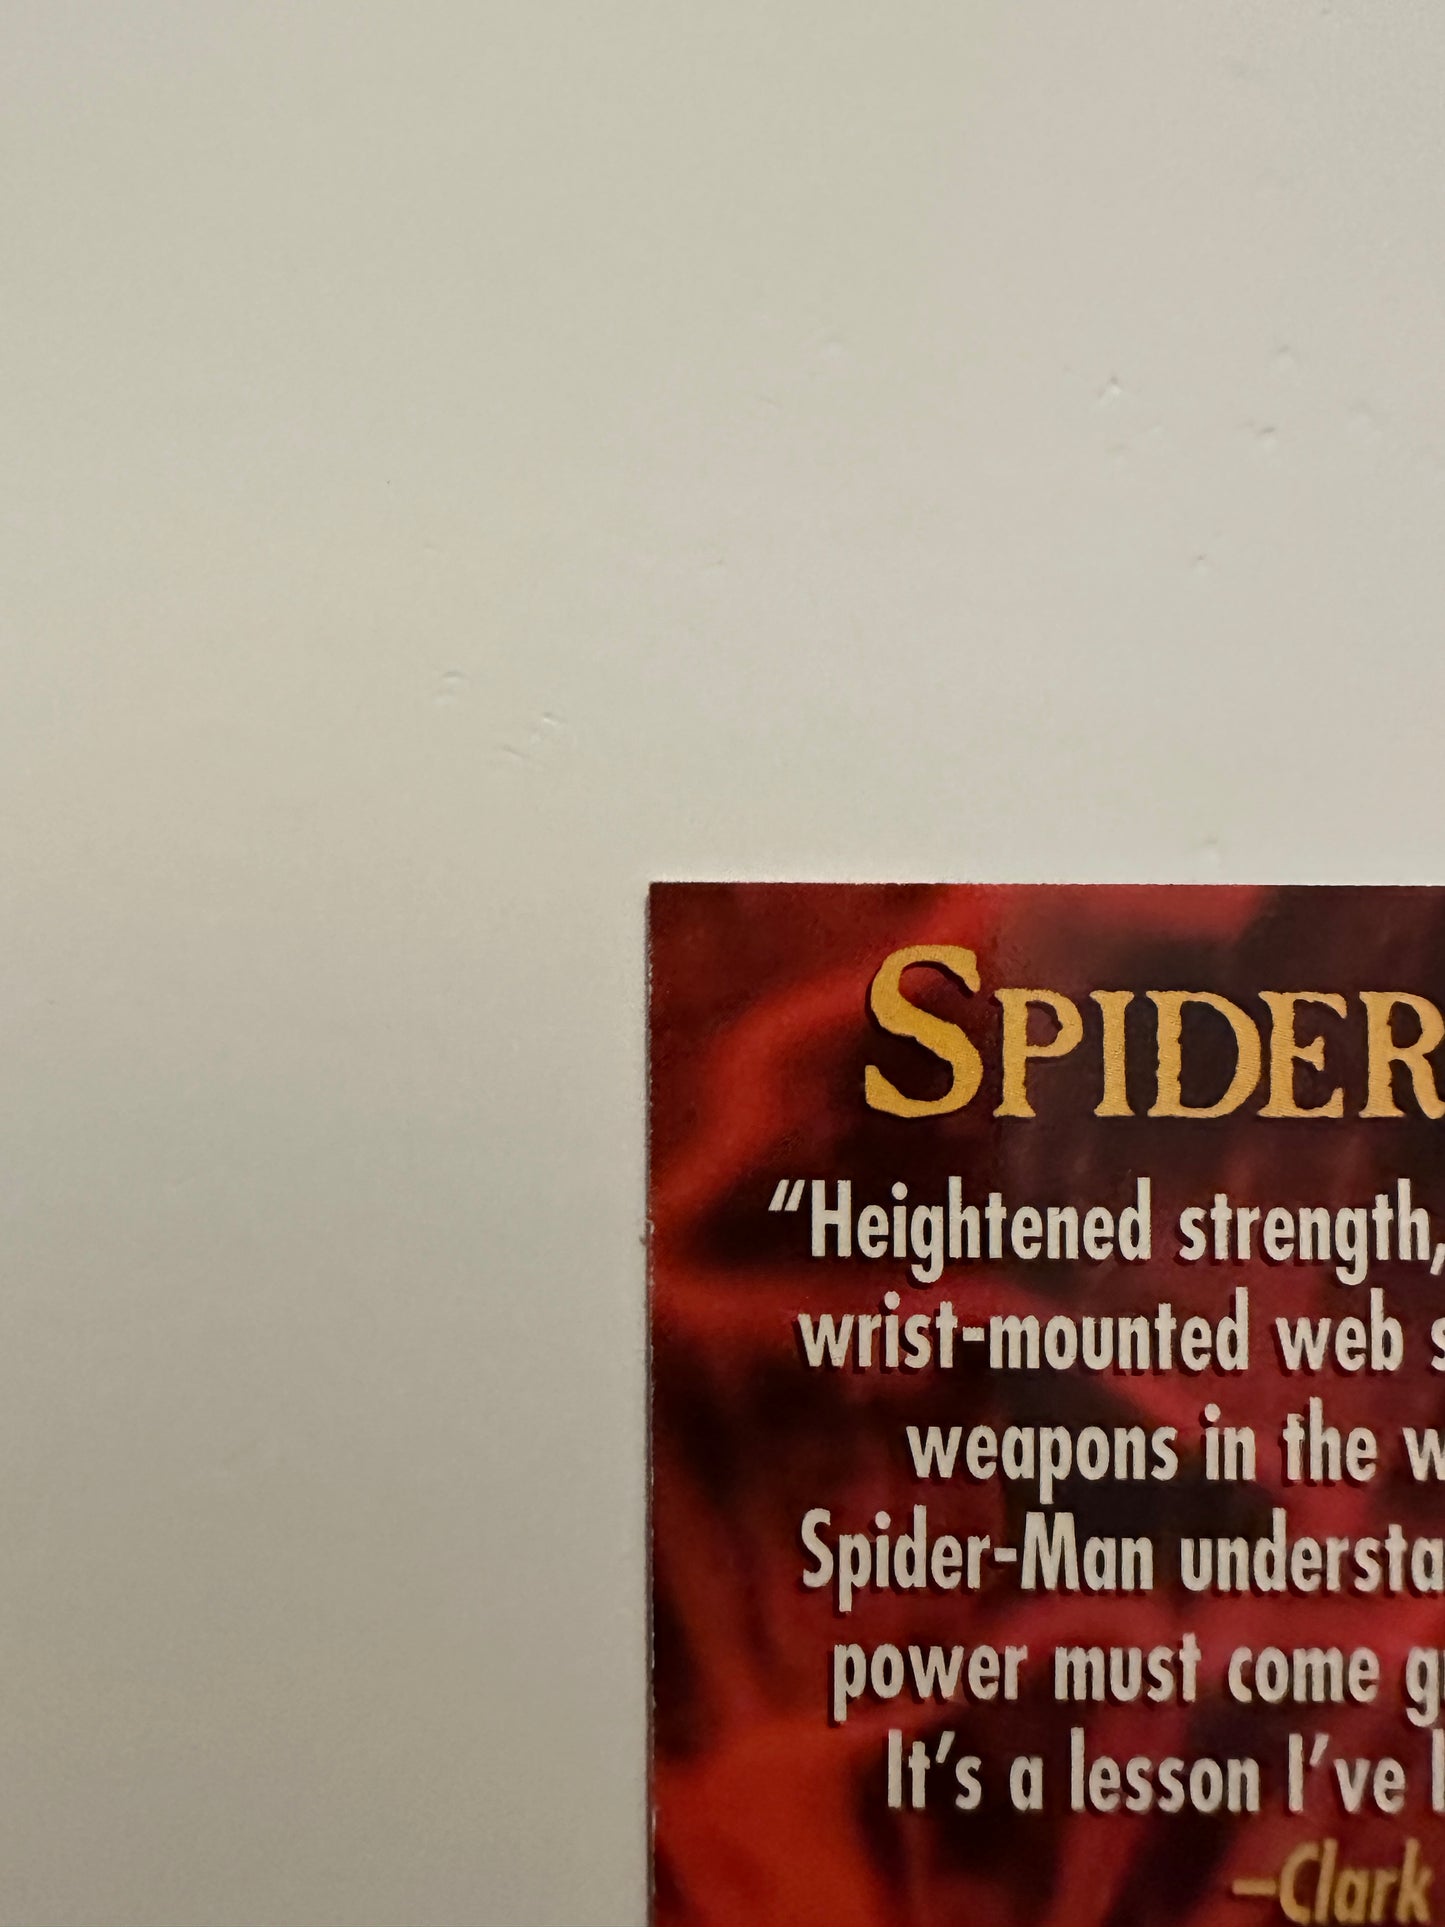 SPIDER
“Heightened strength,
wrist-mounted web s
weapons in the w
Spider-Man understa
power must come g
It’s a lesson I’ve l
–Clark